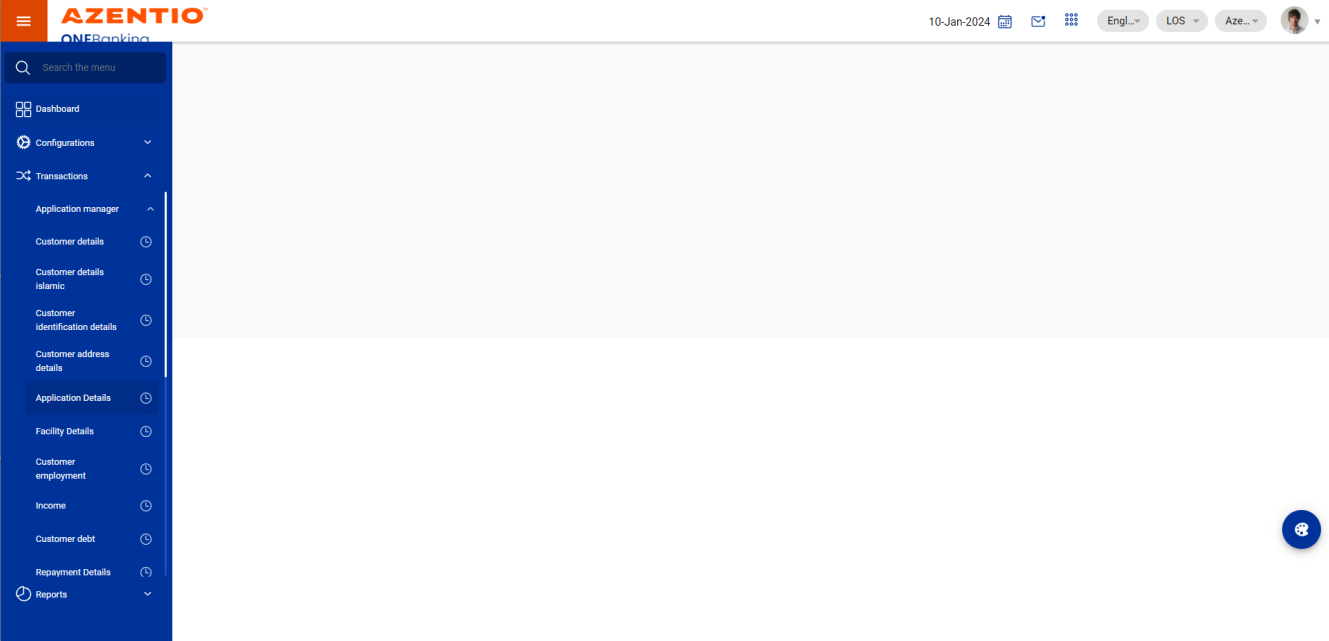 AZENTIO™
ONEBanking
10-Jan-2024
Engl...
LOS
Aze...
Search the menu
Dashboard
Configurations
Transactions
Application manager
Customer details
Customer details
islamic
Customer
identification details
Customer address
details
Application Details
Facility Details
Customer
employment
Income
Customer debt
Repayment Details
Reports